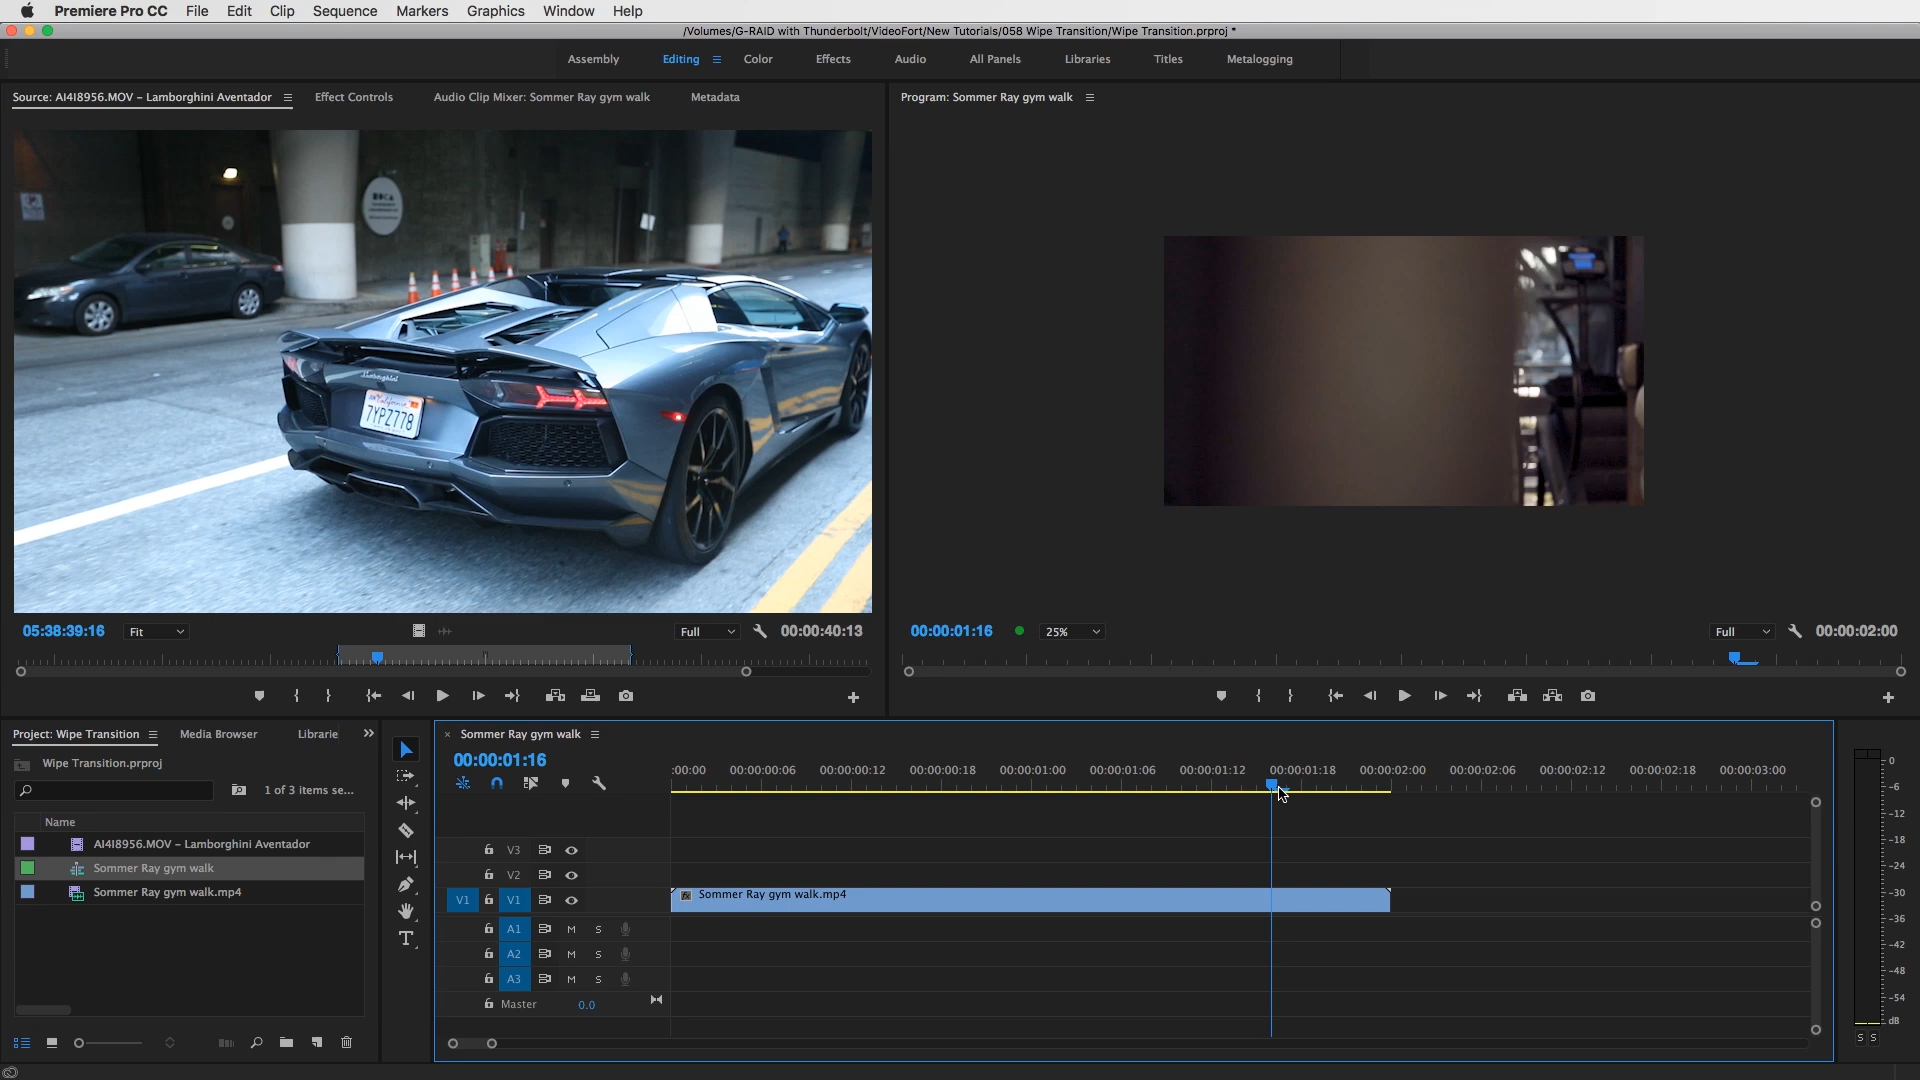 Premiere Pro CC File Edit Clip Sequence Markers Graphics Window Help
/Volumes/G-RAID with Thunderbolt/VideoFort/New Tutorials/058 Wipe Transition/Wipe Transition.prproj *
Assembly Editing Color Effects Audio All Panels Libraries Titles Metalogging
Source: AI4I8956.MOV – Lamborghini Aventador Effect Controls Audio Clip Mixer: Sommer Ray gym walk Metadata
Program: Sommer Ray gym walk
Lamborghini
California
7YPZ778
05:38:39:16 Fit Full 00:00:40:13
00:00:01:16 25% Full 00:00:02:00
Project: Wipe Transition Media Browser Librarie
Wipe Transition.prproj
1 of 3 items se...
Name
AI4I8956.MOV – Lamborghini Aventador
Sommer Ray gym walk
Sommer Ray gym walk.mp4
Sommer Ray gym walk
00:00:01:16
:00:00 00:00:00:06 00:00:00:12 00:00:00:18 00:00:01:00 00:00:01:06 00:00:01:12 00:00:01:18 00:00:02:00 00:00:02:06 00:00:02:12 00:00:02:18 00:00:03:00
V3
V2
V1 V1 fx Sommer Ray gym walk.mp4
A1 M S
A2 M S
A3 M S
Master 0.0
0
-6
-12
-18
-24
-30
-36
-42
-48
-54
dB
S S